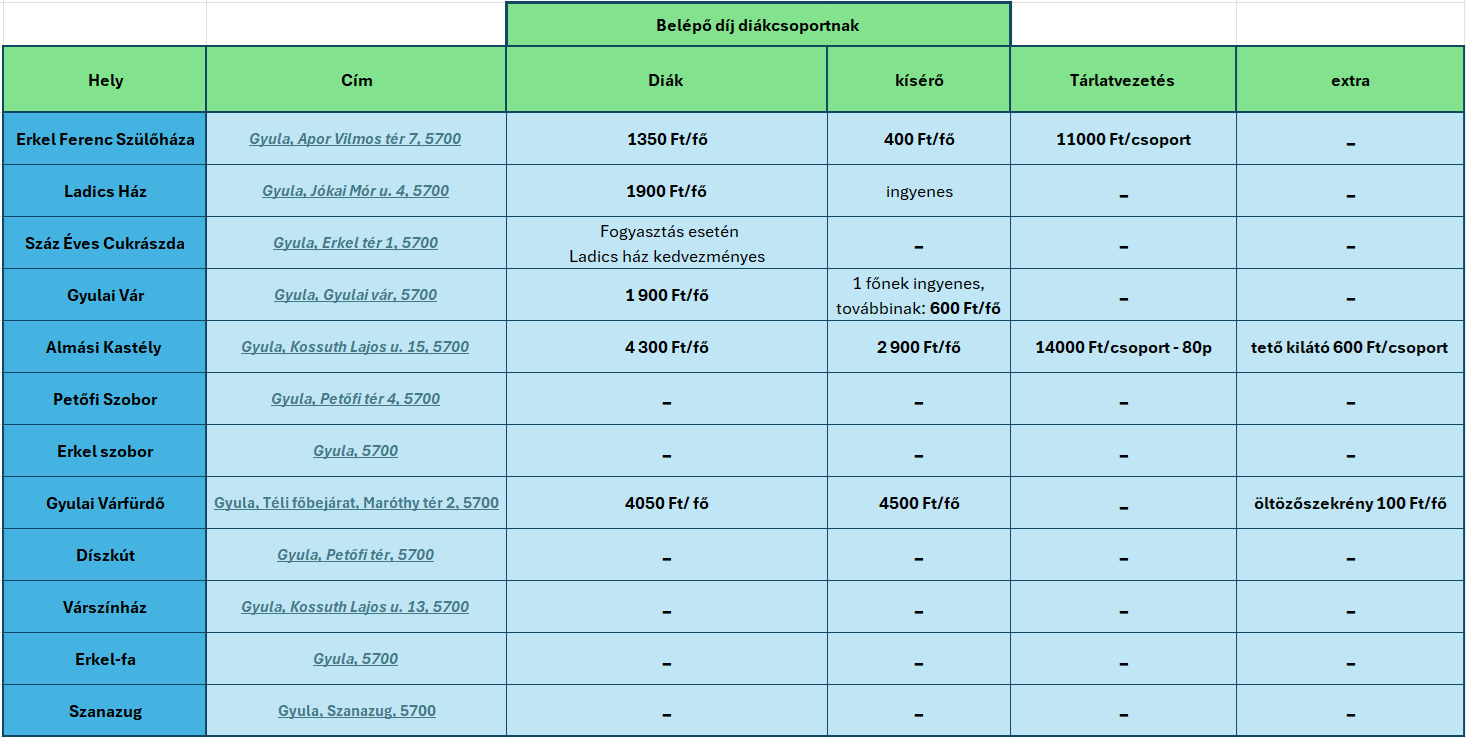 Belépő díj diákcsoportnak
Hely Cím Diák kísérő Tárlatvezetés extra
Erkel Ferenc Szülőháza Gyula, Apor Vilmos tér 7, 5700 1350 Ft/fő 400 Ft/fő 11000 Ft/csoport -
Ladics Ház Gyula, Jókai Mór u. 4, 5700 1900 Ft/fő ingyenes - -
Száz Éves Cukrászda Gyula, Erkel tér 1, 5700 Fogyasztás esetén
Ladics ház kedvezményes - - -
Gyulai Vár Gyula, Gyulai vár, 5700 1 900 Ft/fő 1 főnek ingyenes,
továbbinak: 600 Ft/fő - -
Almási Kastély Gyula, Kossuth Lajos u. 15, 5700 4 300 Ft/fő 2 900 Ft/fő 14000 Ft/csoport - 80p tető kilátó 600 Ft/csoport
Petőfi Szobor Gyula, Petőfi tér 4, 5700 - - - -
Erkel szobor Gyula, 5700 - - - -
Gyulai Várfürdő Gyula, Téli főbejárat, Maróthy tér 2, 5700 4050 Ft/ fő 4500 Ft/fő - öltözőszekrény 100 Ft/fő
Díszkút Gyula, Petőfi tér, 5700 - - - -
Várszínház Gyula, Kossuth Lajos u. 13, 5700 - - - -
Erkel-fa Gyula, 5700 - - - -
Szanazug Gyula, Szanazug, 5700 - - - -